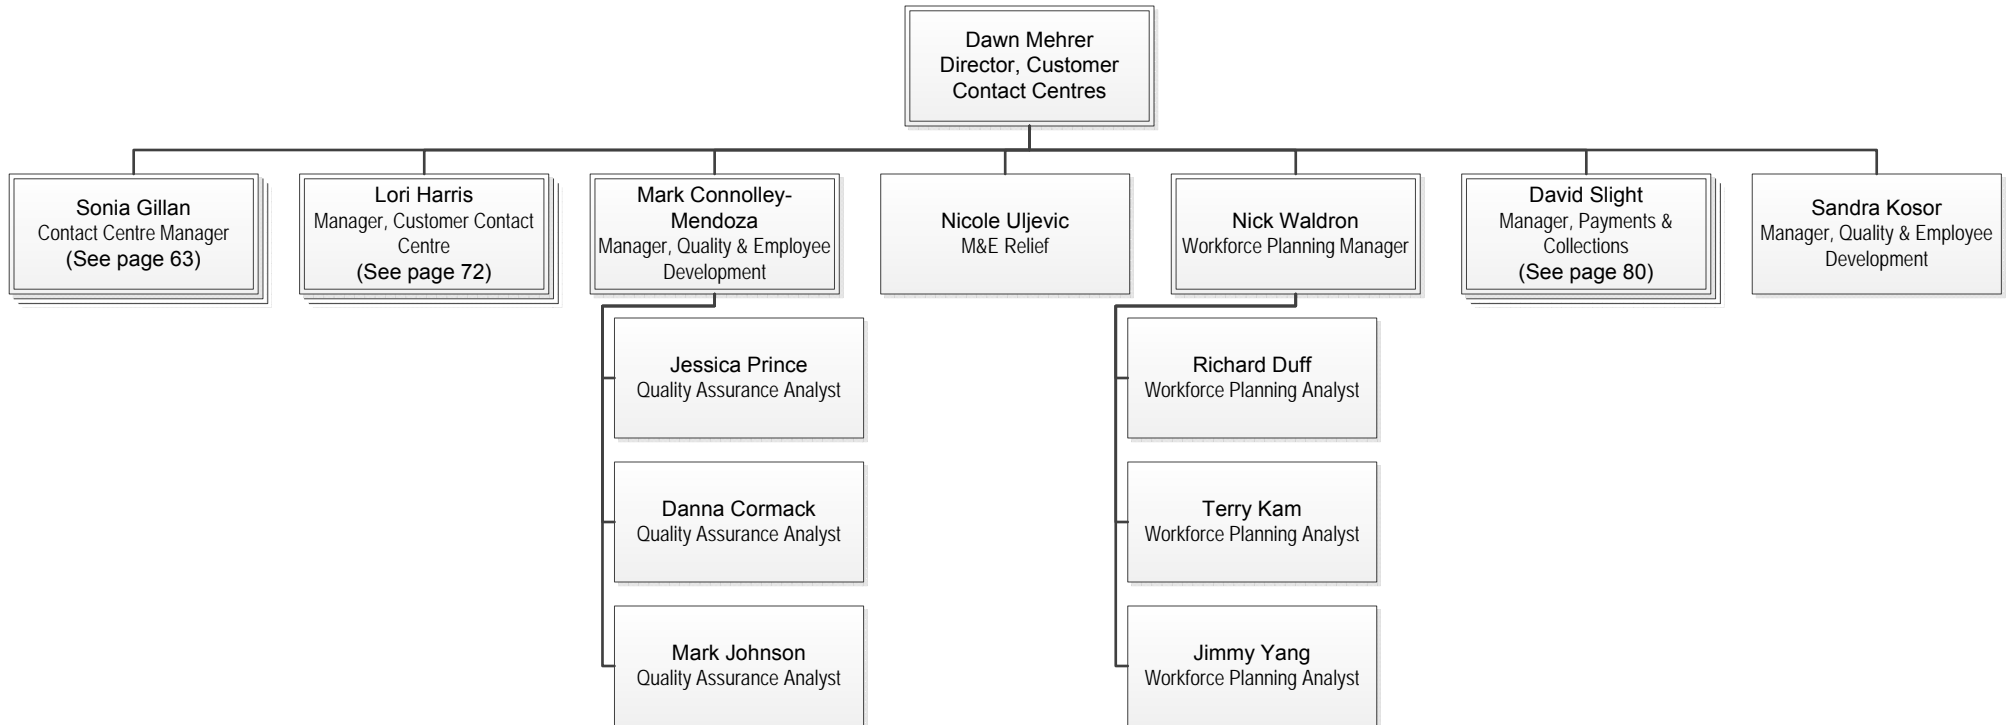 Dawn Mehrer
Director, Customer
Contact Centres
Sonia Gillan
Contact Centre Manager
(See page 63)
Lori Harris
Manager, Customer Contact
Centre
(See page 72)
Mark Connolley-
Mendoza
Manager, Quality & Employee
Development
Nicole Uljevic
M&E Relief
Nick Waldron
Workforce Planning Manager
David Slight
Manager, Payments &
Collections
(See page 80)
Sandra Kosor
Manager, Quality & Employee
Development
Jessica Prince
Quality Assurance Analyst
Danna Cormack
Quality Assurance Analyst
Mark Johnson
Quality Assurance Analyst
Richard Duff
Workforce Planning Analyst
Terry Kam
Workforce Planning Analyst
Jimmy Yang
Workforce Planning Analyst